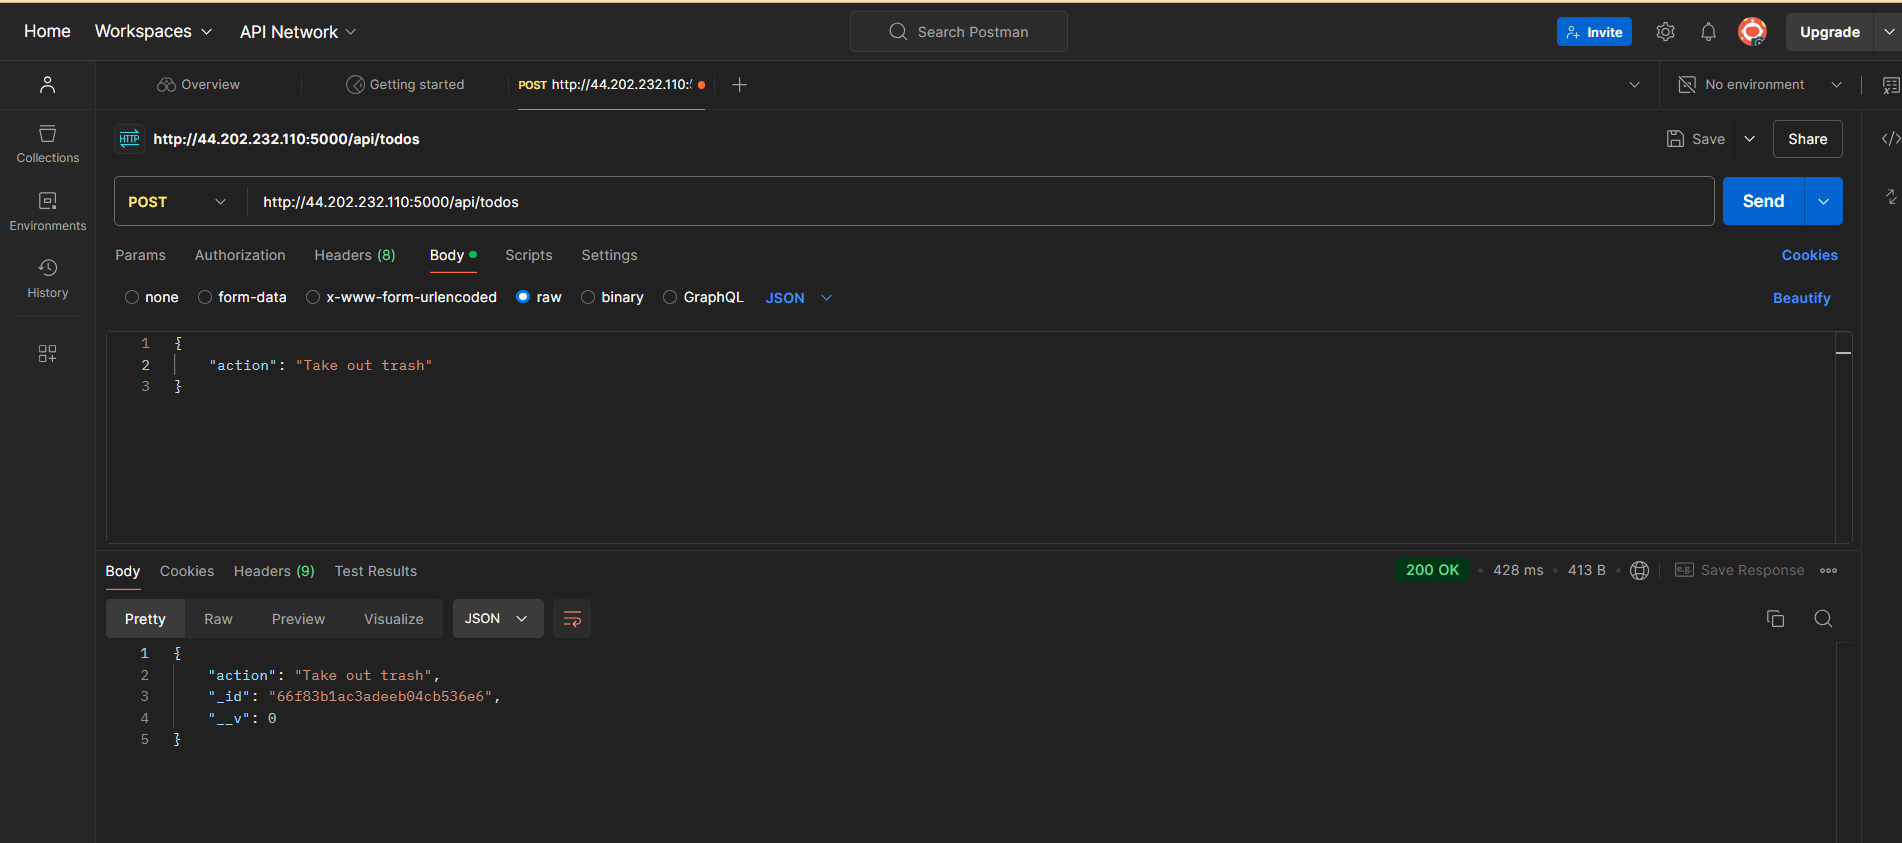 Home Workspaces API Network Search Postman Invite Upgrade
Overview Getting started POST http://44.202.232.110: No environment
HTTP http://44.202.232.110:5000/api/todos Save Share
Collections
Environments
History
POST http://44.202.232.110:5000/api/todos Send
Params Authorization Headers (8) Body Scripts Settings Cookies
none form-data x-www-form-urlencoded raw binary GraphQL JSON Beautify
1 {
2 "action": "Take out trash"
3 }
Body Cookies Headers (9) Test Results 200 OK • 428 ms • 413 B • e.g. Save Response
Pretty Raw Preview Visualize JSON
1 {
2 "action": "Take out trash",
3 "_id": "66f83b1ac3adeeb04cb536e6",
4 "__v": 0
5 }